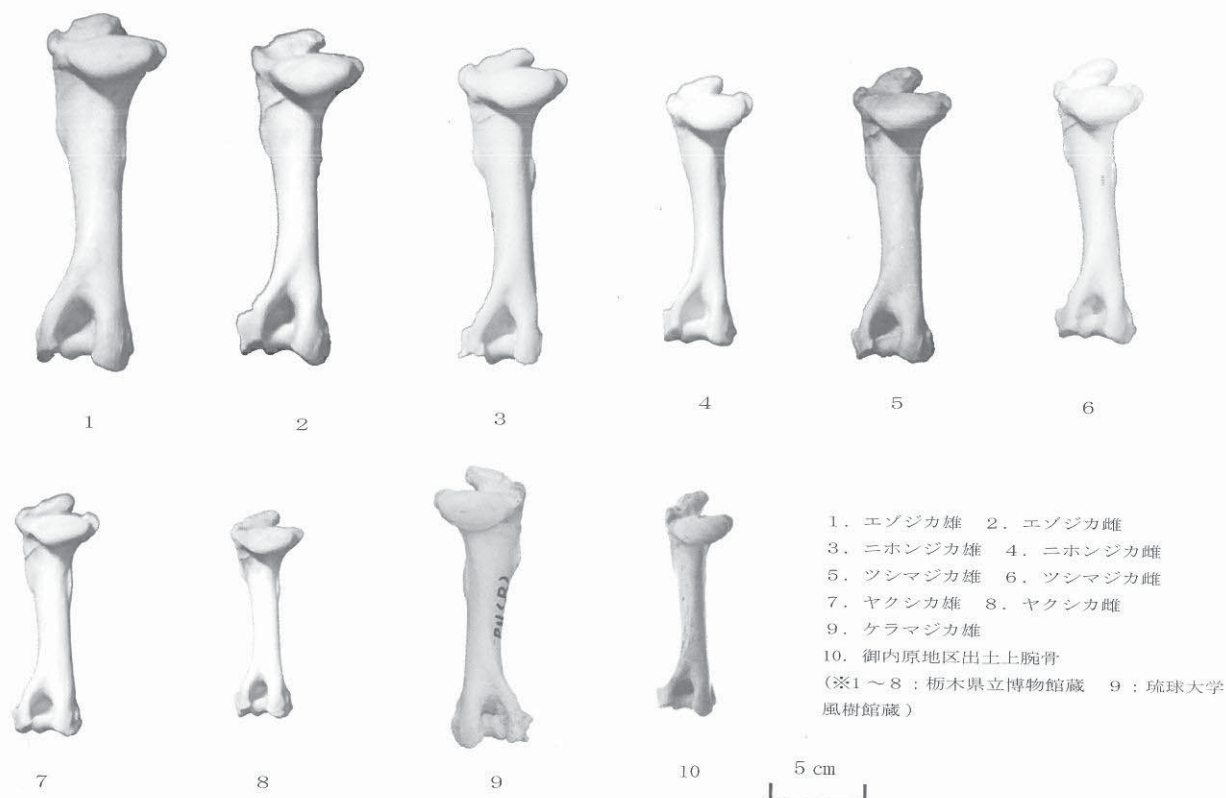 1
2
3
4
5
6
7
8
9
10
1．エゾジカ雄　2．エゾジカ雌
3．ニホンジカ雄　4．ニホンジカ雌
5．ツシマジカ雄　6．ツシマジカ雌
7．ヤクシカ雄　8．ヤクシカ雌
9．ケラマジカ雄
10．御内原地区出土上腕骨
(※1～8：栃木県立博物館蔵　9：琉球大学
風樹館蔵)
5 cm